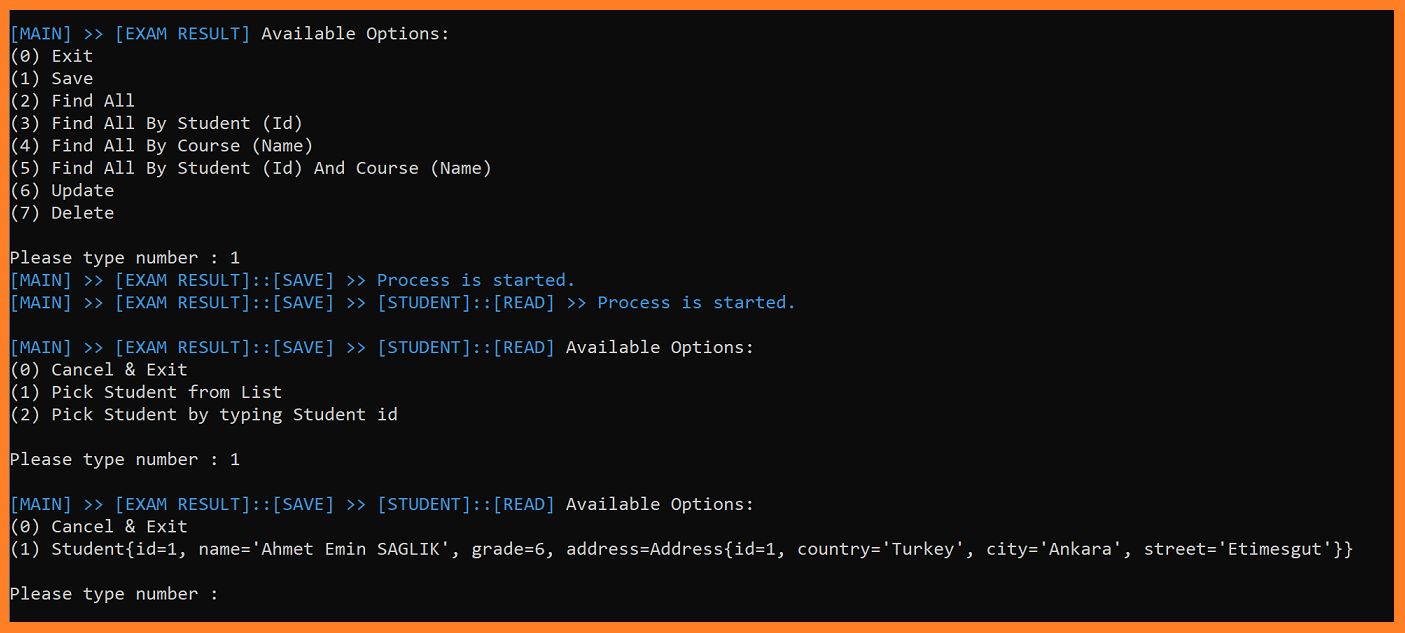 [MAIN] >> [EXAM RESULT] Available Options:
(0) Exit
(1) Save
(2) Find All
(3) Find All By Student (Id)
(4) Find All By Course (Name)
(5) Find All By Student (Id) And Course (Name)
(6) Update
(7) Delete
Please type number : 1
[MAIN] >> [EXAM RESULT]::[SAVE] >> Process is started.
[MAIN] >> [EXAM RESULT]::[SAVE] >> [STUDENT]::[READ] >> Process is started.
[MAIN] >> [EXAM RESULT]::[SAVE] >> [STUDENT]::[READ] Available Options:
(0) Cancel & Exit
(1) Pick Student from List
(2) Pick Student by typing Student id
Please type number : 1
[MAIN] >> [EXAM RESULT]::[SAVE] >> [STUDENT]::[READ] Available Options:
(0) Cancel & Exit
(1) Student{id=1, name='Ahmet Emin SAGLIK', grade=6, address=Address{id=1, country='Turkey', city='Ankara', street='Etimesgut'}}
Please type number :